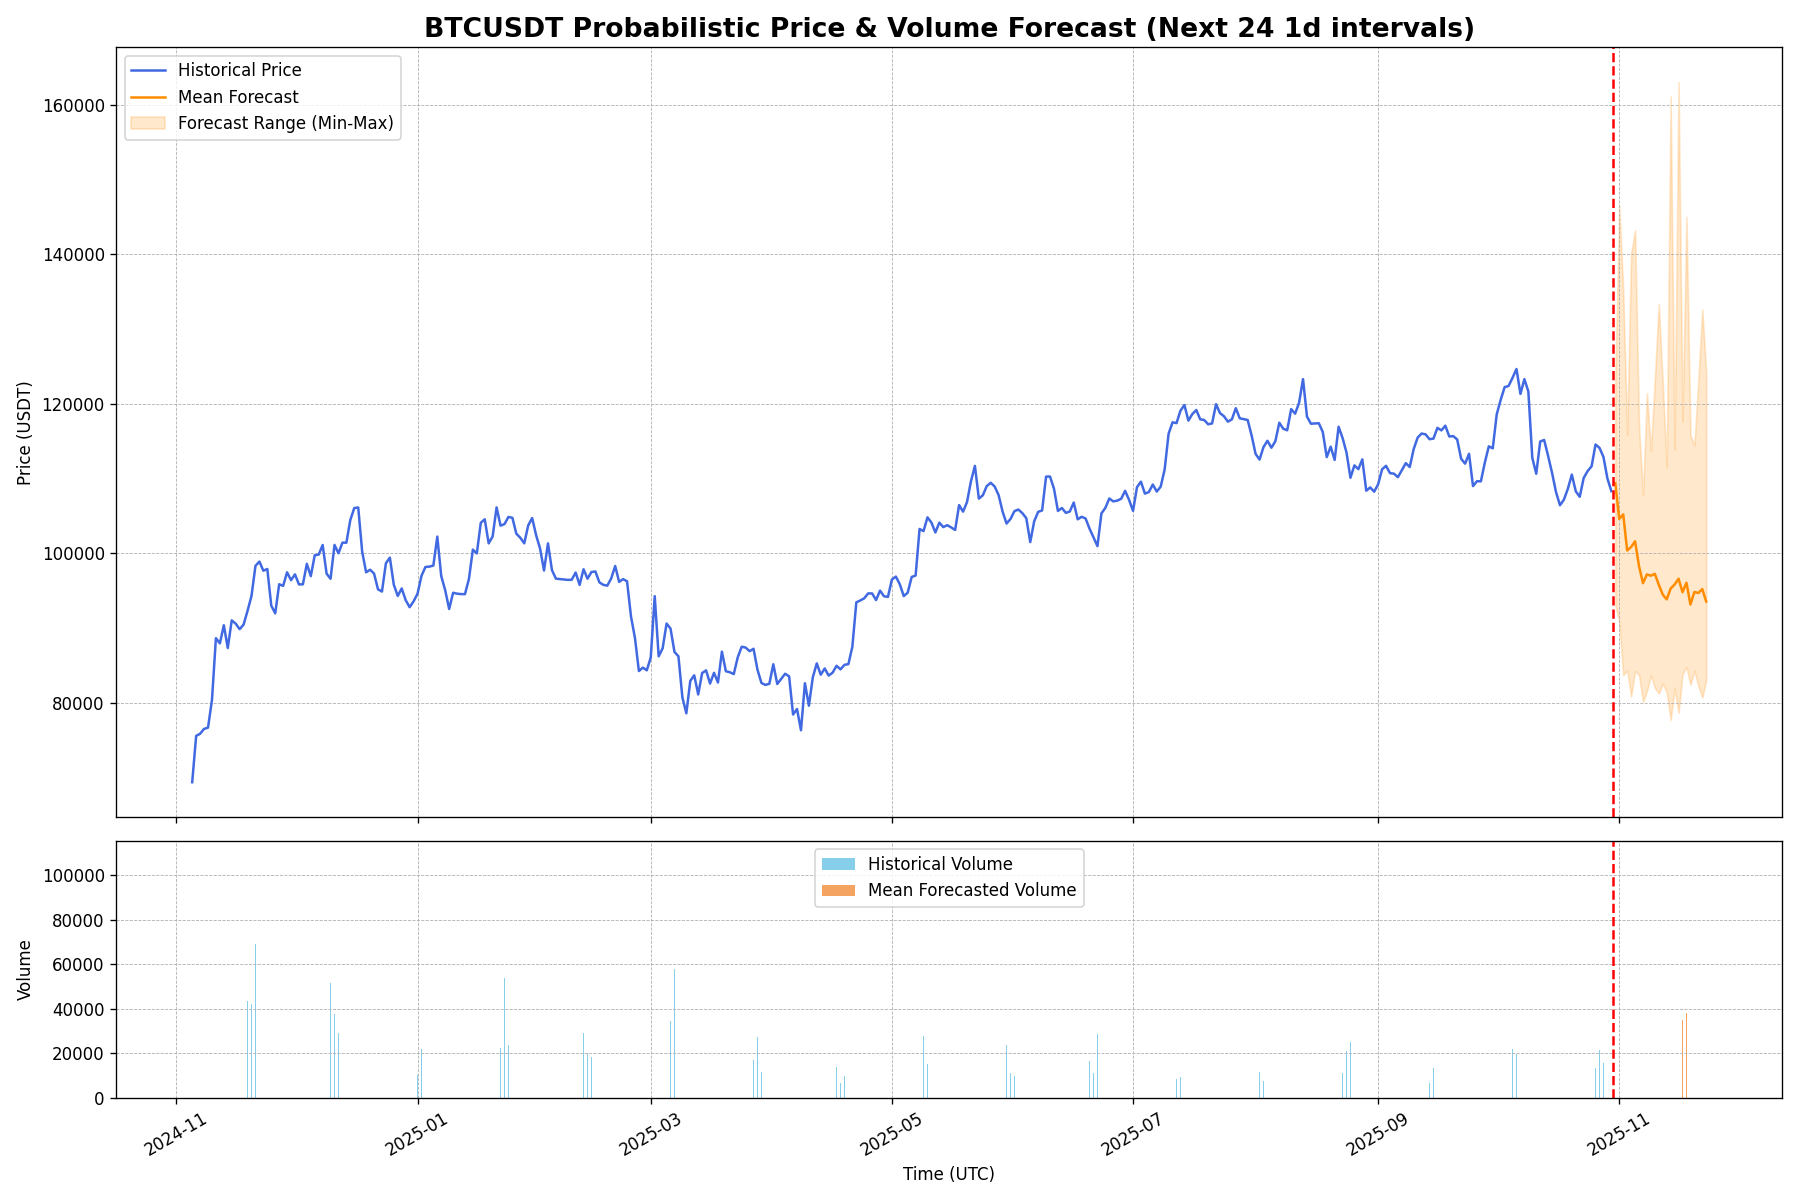 BTCUSDT Probabilistic Price & Volume Forecast (Next 24 1d intervals)
Historical Price
Mean Forecast
Forecast Range (Min-Max)
Price (USDT)
160000
140000
120000
100000
80000
Historical Volume
Mean Forecasted Volume
Volume
100000
80000
60000
40000
20000
0
2024-11
2025-01
2025-03
2025-05
2025-07
2025-09
2025-11
Time (UTC)